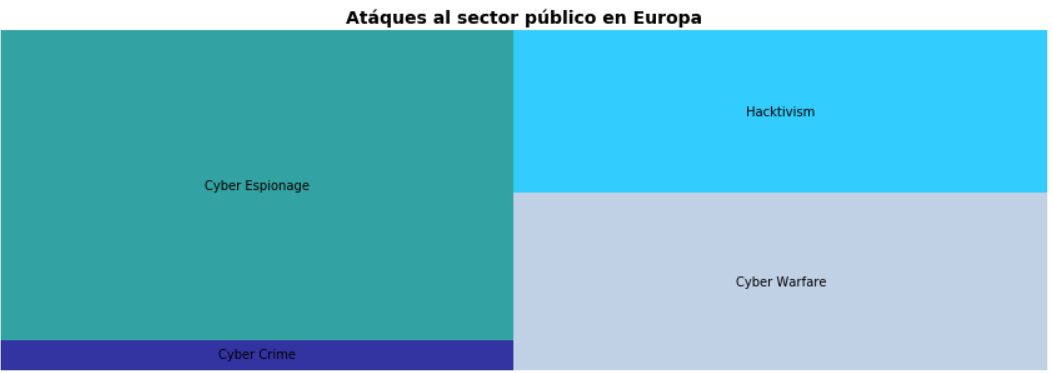 Atáques al sector público en Europa
Hacktivism
Cyber Espionage
Cyber Warfare
Cyber Crime